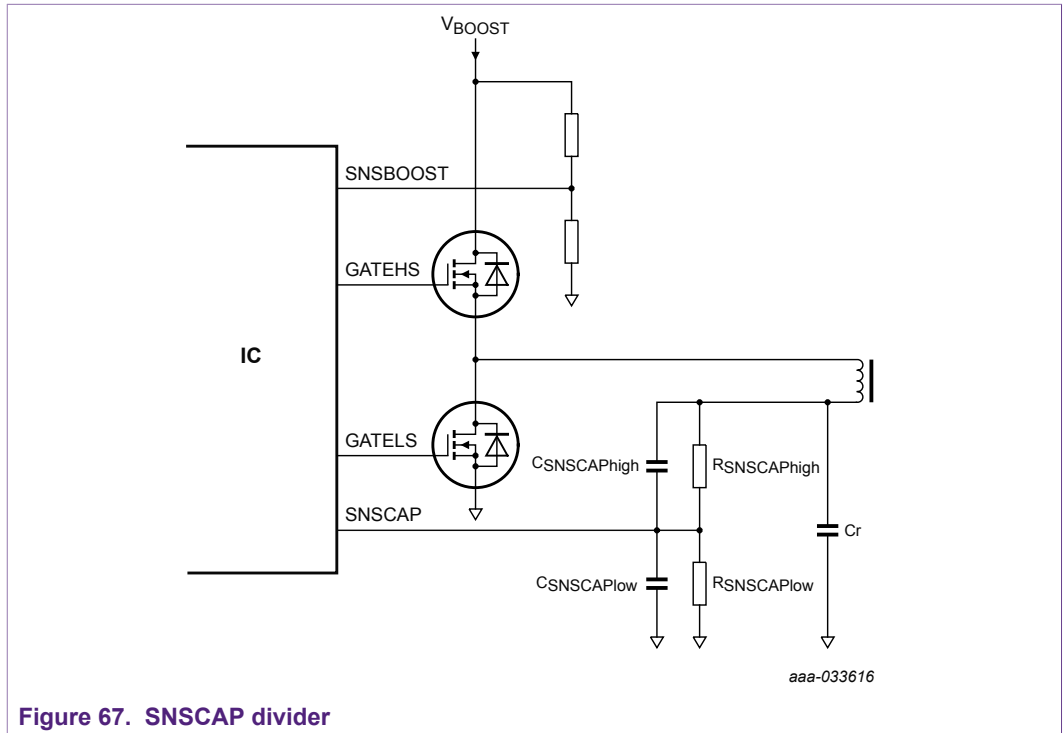 VBOOST
SNSBOOST
GATEHS
IC
GATELS
CSNSCAPhigh
RSNSCAPhigh
SNSCAP
Cr
CSNSCAPlow
RSNSCAPlow
aaa-033616
Figure 67. SNSCAP divider